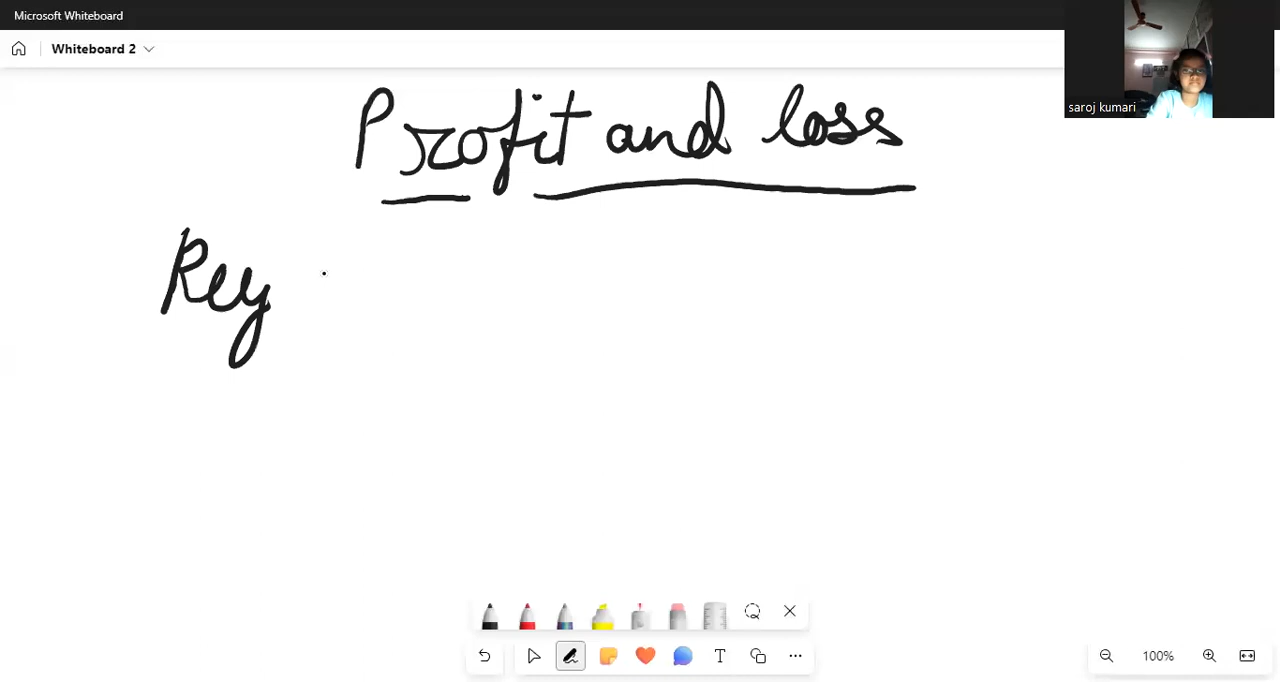 Microsoft Whiteboard
Whiteboard 2
saroj kumari
Profit and loss
Key
100%